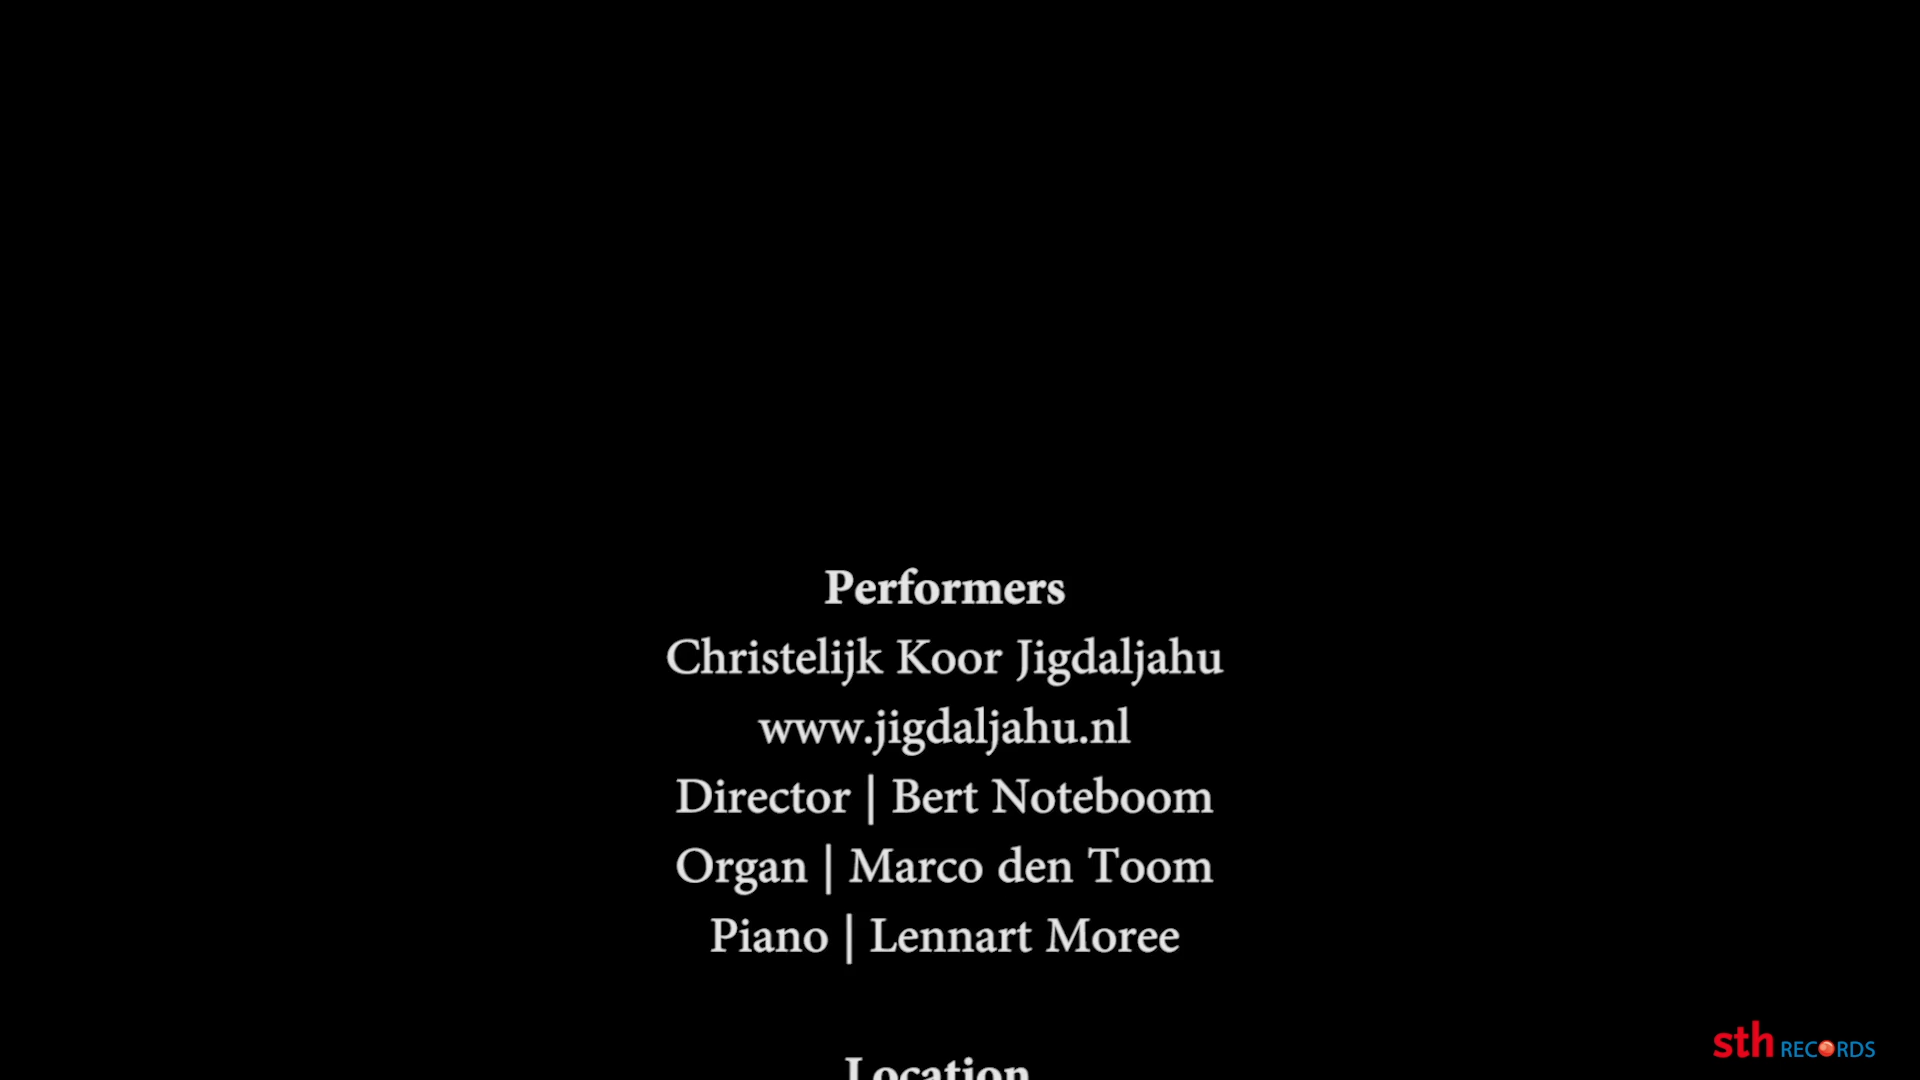 Performers
Christelijk Koor Jigdaljahu
www.jigdaljahu.nl
Director | Bert Noteboom
Organ | Marco den Toom
Piano | Lennart Moree
Location
sth RECORDS